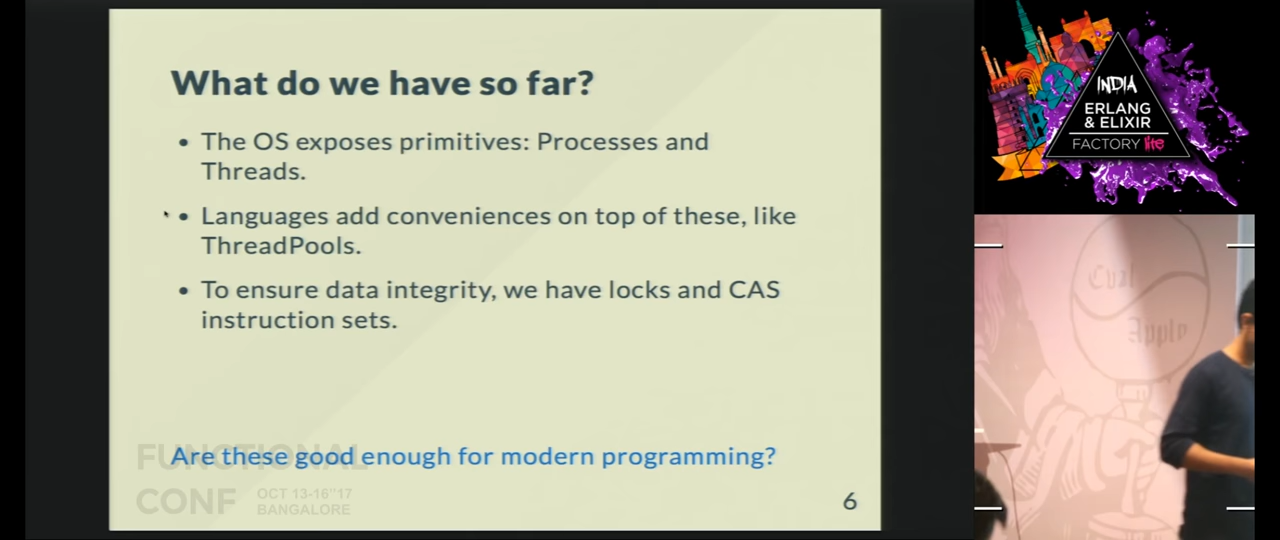 What do we have so far?
• The OS exposes primitives: Processes and
Threads.
• Languages add conveniences on top of these, like
ThreadPools.
• To ensure data integrity, we have locks and CAS
instruction sets.
Are these good enough for modern programming?
FUNCTIONAL
CONF
OCT 13-16"17
BANGALORE
6
INDIA
ERLANG
& ELIXIR
FACTORY lite
Apple